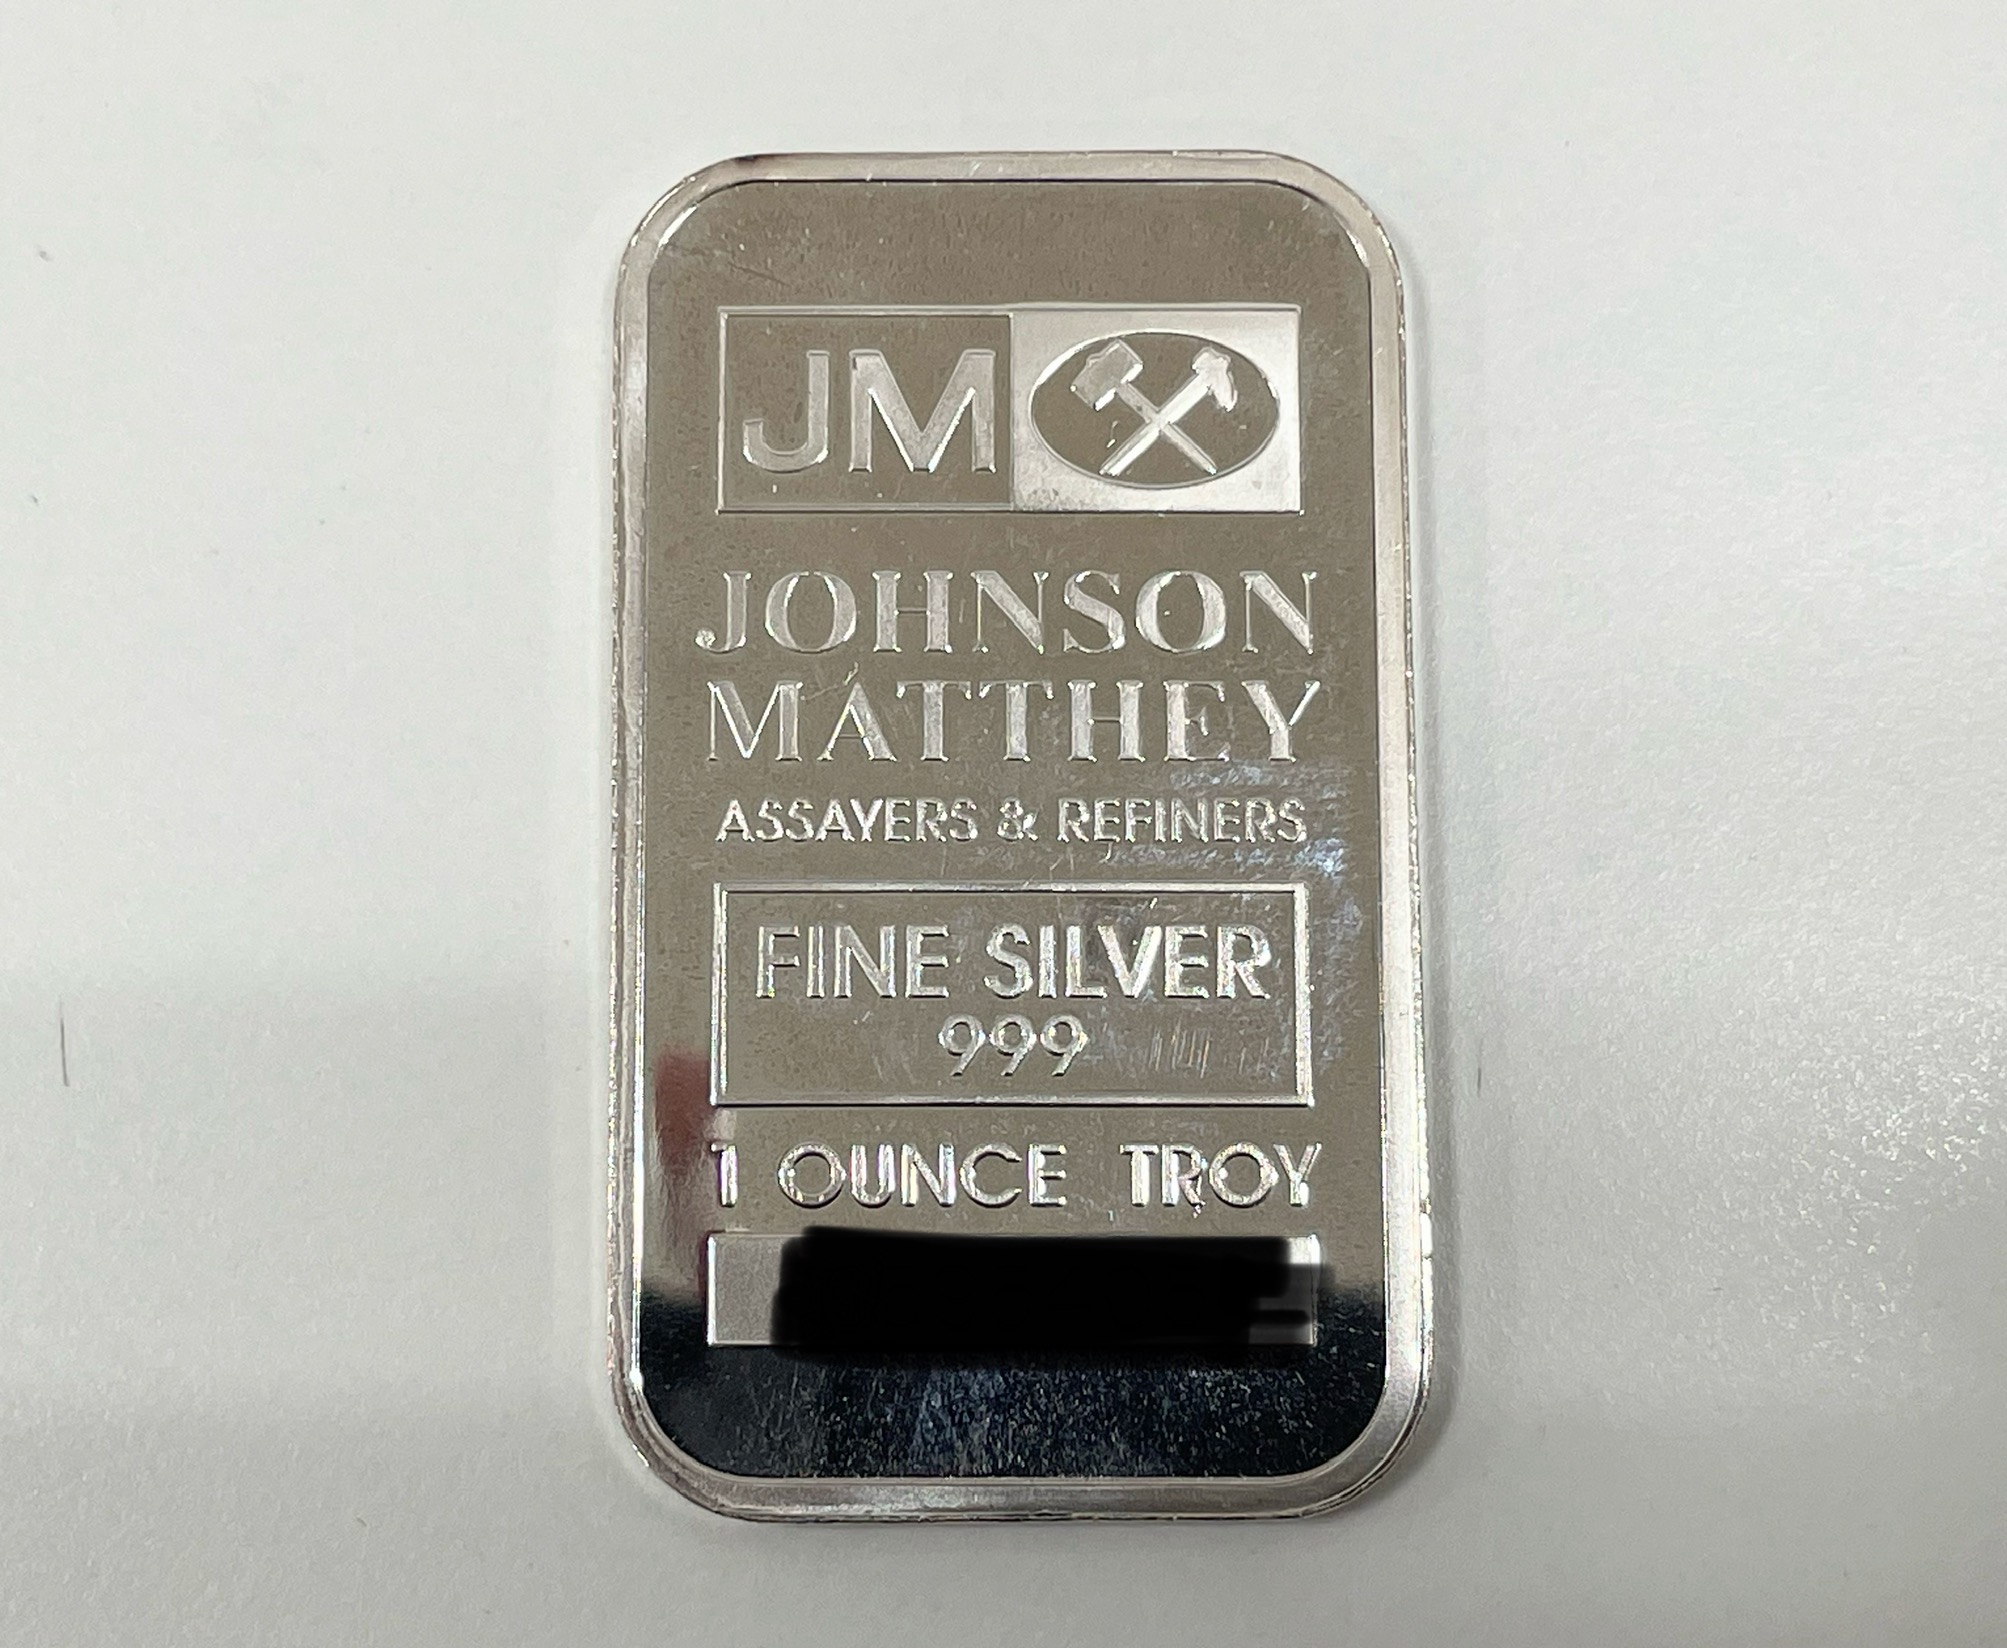 JM
JOHNSON
MATTHEY
ASSAYERS & REFINERS
FINE SILVER
999
1 OUNCE TROY